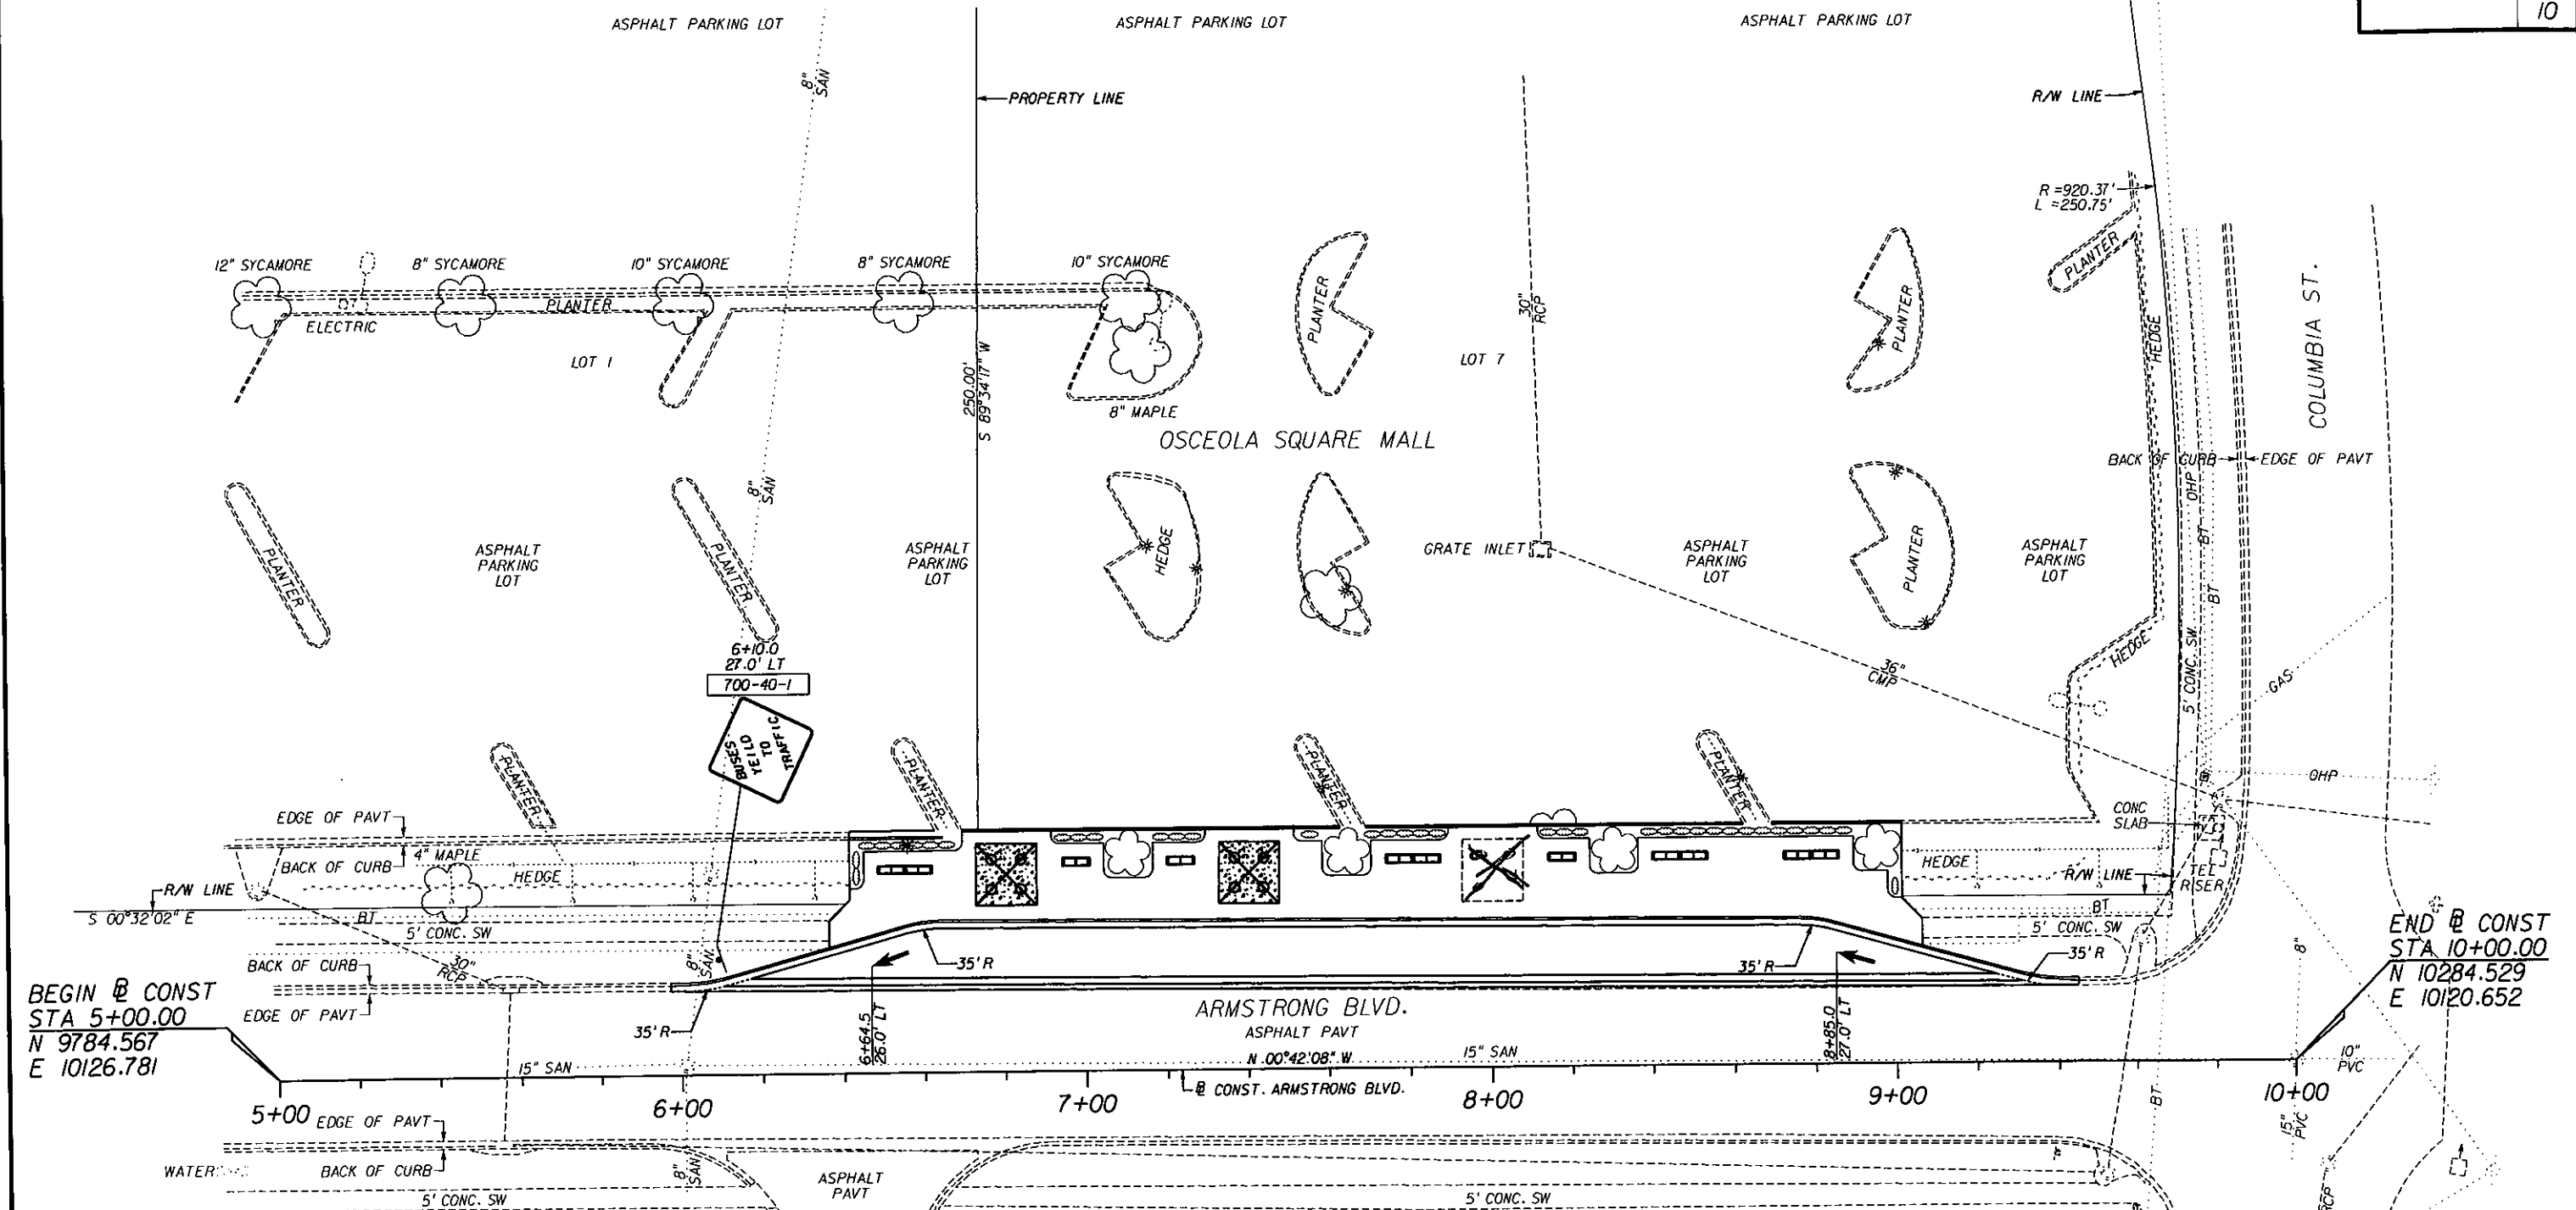 10
ASPHALT PARKING LOT
ASPHALT PARKING LOT
ASPHALT PARKING LOT
8"
SAN
PROPERTY LINE
R/W LINE
R =920.37'
L =250.75'
PLANTER
12" SYCAMORE
8" SYCAMORE
10" SYCAMORE
8" SYCAMORE
10" SYCAMORE
ELECTRIC
PLANTER
PLANTER
PLANTER
30"
RCP
HEDGE
COLUMBIA ST.
LOT 1
LOT 7
250.00'
S 89°34'17" W
8" MAPLE
OSCEOLA SQUARE MALL
BACK OF CURB
EDGE OF PAVT
8"
SAN
OHP
BT
BT
5' CONC. SW
PLANTER
ASPHALT
PARKING
LOT
PLANTER
ASPHALT
PARKING
LOT
HEDGE
GRATE INLET
ASPHALT
PARKING
LOT
PLANTER
ASPHALT
PARKING
LOT
HEDGE
36"
CMP
GAS
6+10.0
27.0' LT
700-40-1
BUSES
YEILD
TO
TRAFFIC
PLANTER
PLANTER
PLANTER
PLANTER
OHP
CONC
SLAB
EDGE OF PAVT
BACK OF CURB
4" MAPLE
HEDGE
HEDGE
R/W LINE
TEL
RISER
R/W LINE
S 00°32'02" E
BT
5' CONC. SW
BT
5' CONC. SW
BACK OF CURB
30"
RCP
8"
SAN
35'R
35'R
35'R
8"
END BL CONST
STA 10+00.00
N 10284.529
E 10120.652
BEGIN BL CONST
STA 5+00.00
N 9784.567
E 10126.781
EDGE OF PAVT
35'R
6+64.5
26.0' LT
ARMSTRONG BLVD.
ASPHALT PAVT
8+85.0
27.0' LT
15" SAN
N 00°42'08" W
15" SAN
10"
PVC
BL CONST. ARMSTRONG BLVD.
5+00
6+00
7+00
8+00
9+00
10+00
BT
15"
PVC
EDGE OF PAVT
WATER
BACK OF CURB
8"
SAN
ASPHALT
PAVT
5' CONC. SW
5' CONC. SW
RCP